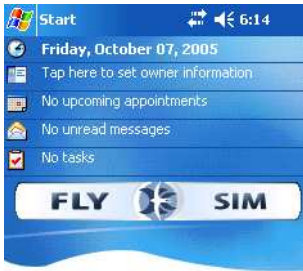 Start 6:14
Friday, October 07, 2005
Tap here to set owner information
No upcoming appointments
No unread messages
No tasks
FLY SIM